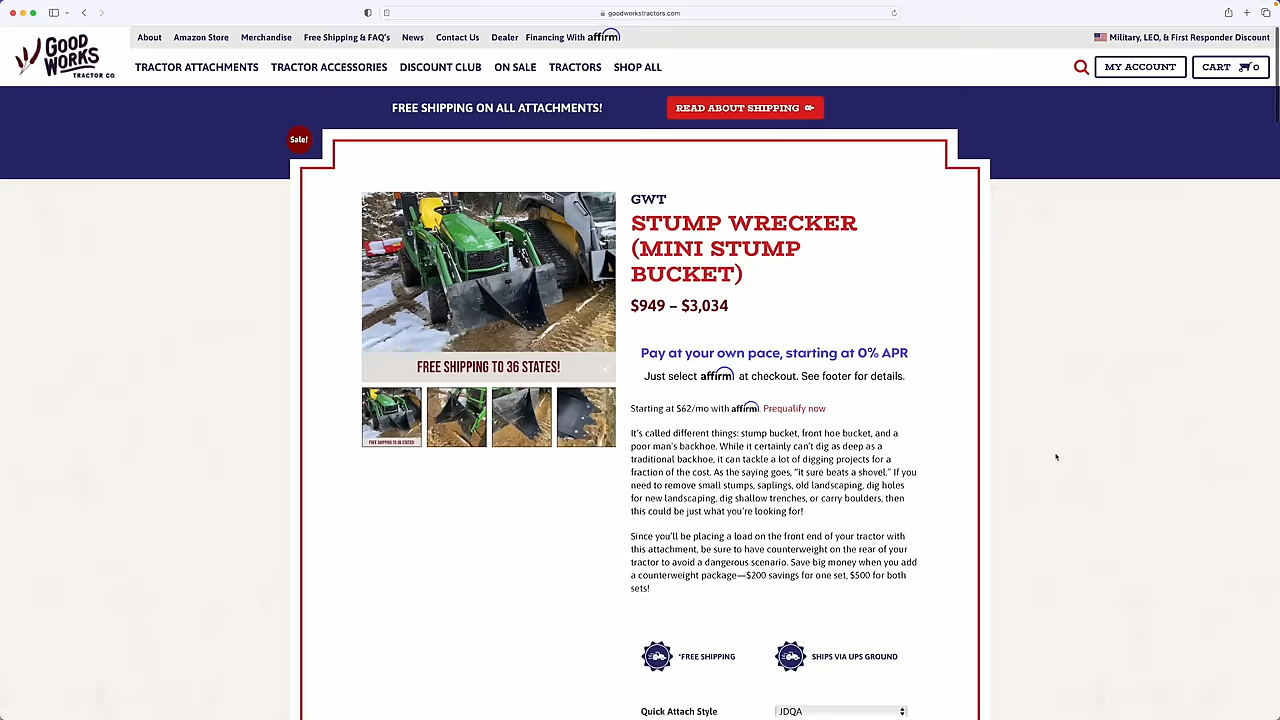 goodworkstractors.com
GOOD
WORKS
TRACTOR CO.
About Amazon Store Merchandise Free Shipping & FAQ's News Contact Us Dealer Financing With affirm
Military, LEO, & First Responder Discount
TRACTOR ATTACHMENTS TRACTOR ACCESSORIES DISCOUNT CLUB ON SALE TRACTORS SHOP ALL
MY ACCOUNT CART 0
FREE SHIPPING ON ALL ATTACHMENTS! READ ABOUT SHIPPING
Sale!
FREE SHIPPING TO 36 STATES!
FREE SHIPPING TO 36 STATES!
GWT
STUMP WRECKER
(MINI STUMP
BUCKET)
$949 – $3,034
Pay at your own pace, starting at 0% APR
Just select affirm at checkout. See footer for details.
Starting at $62/mo with affirm. Prequalify now
It's called different things: stump bucket, front hoe bucket, and a
poor man's backhoe. While it certainly can't dig as deep as a
traditional backhoe, it can tackle a lot of digging projects for a
fraction of the cost. As the saying goes, "it sure beats a shovel." If you
need to remove small stumps, saplings, old landscaping, dig holes
for new landscaping, dig shallow trenches, or carry boulders, then
this could be just what you're looking for!
Since you'll be placing a load on the front end of your tractor with
this attachment, be sure to have counterweight on the rear of your
tractor to avoid a dangerous scenario. Save big money when you add
a counterweight package—$200 savings for one set, $500 for both
sets!
*FREE SHIPPING SHIPS VIA UPS GROUND
Quick Attach Style JDQA